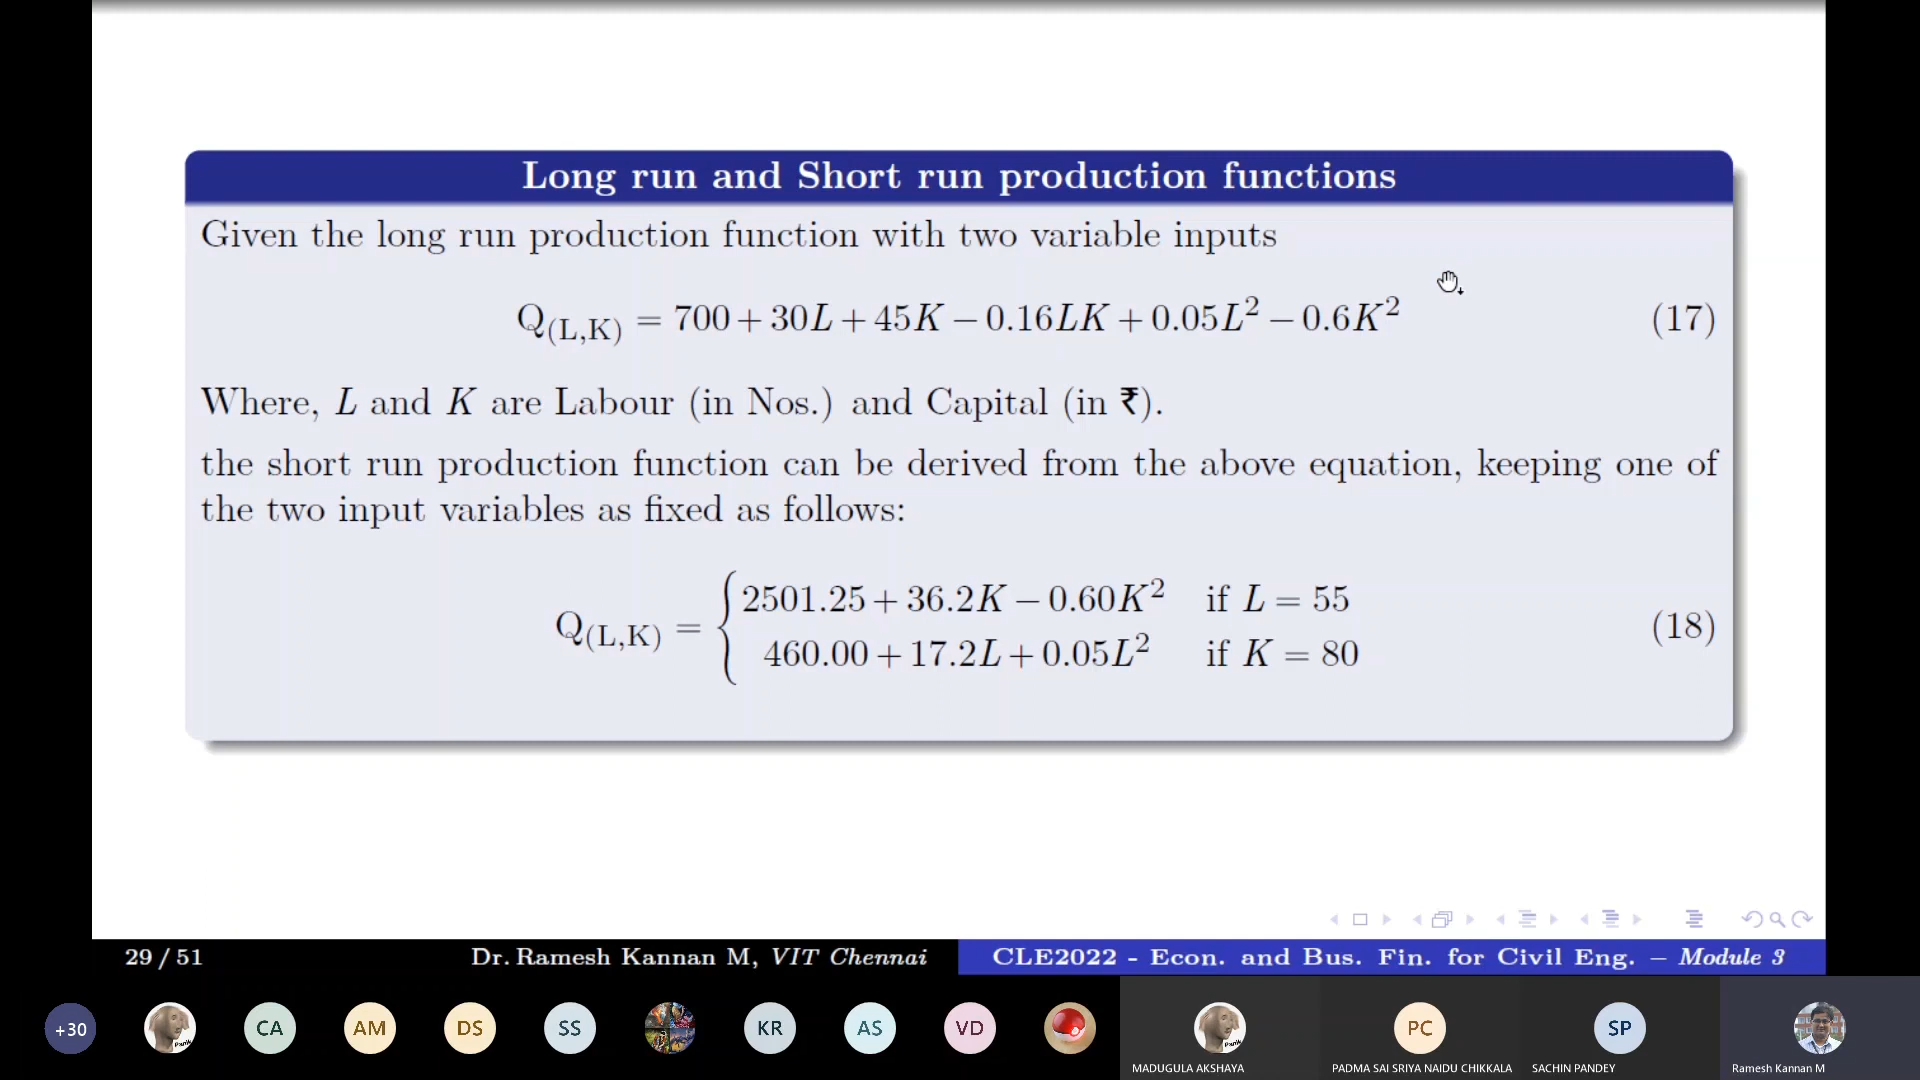 Long run and Short run production functions
Given the long run production function with two variable inputs
Q(L,K) = 700 + 30L + 45K − 0.16LK + 0.05L² − 0.6K² (17)
Where, L and K are Labour (in Nos.) and Capital (in ₹).
the short run production function can be derived from the above equation, keeping one of
the two input variables as fixed as follows:
Q(L,K) = { 2501.25 + 36.2K − 0.60K² if L = 55
460.00 + 17.2L + 0.05L² if K = 80 (18)
29 / 51 Dr. Ramesh Kannan M, VIT Chennai CLE2022 - Econ. and Bus. Fin. for Civil Eng. – Module 3
+30 Panik CA AM DS SS KR AS VD Panik PC SP
MADUGULA AKSHAYA PADMA SAI SRIYA NAIDU CHIKKALA SACHIN PANDEY Ramesh Kannan M